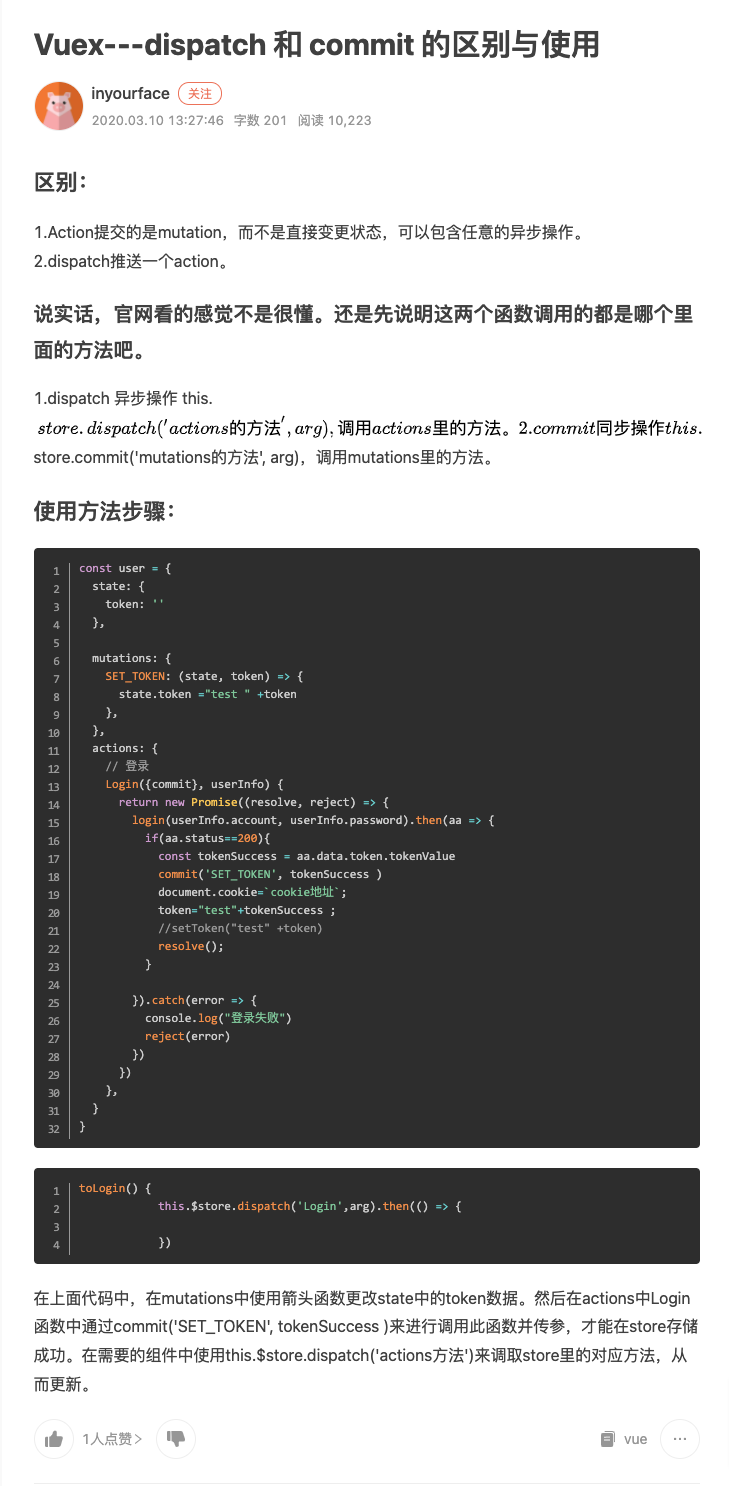 Vuex---dispatch 和 commit 的区别与使用
inyourface 关注
2020.03.10 13:27:46 字数 201 阅读 10,223
区别：
1.Action提交的是mutation，而不是直接变更状态，可以包含任意的异步操作。
2.dispatch推送一个action。
说实话，官网看的感觉不是很懂。还是先说明这两个函数调用的都是哪个里
面的方法吧。
1.dispatch 异步操作 this.
store.dispatch('actions的方法',arg),调用actions里的方法。2.commit同步操作this.
store.commit('mutations的方法', arg)，调用mutations里的方法。
使用方法步骤：
1 const user = {
2   state: {
3     token: ''
4   },
5
6   mutations: {
7     SET_TOKEN: (state, token) => {
8       state.token ="test " +token
9     },
10   },
11   actions: {
12     // 登录
13     Login({commit}, userInfo) {
14       return new Promise((resolve, reject) => {
15         login(userInfo.account, userInfo.password).then(aa => {
16           if(aa.status==200){
17             const tokenSuccess = aa.data.token.tokenValue
18             commit('SET_TOKEN', tokenSuccess )
19             document.cookie=`cookie地址`;
20             token="test"+tokenSuccess ;
21             //setToken("test" +token)
22             resolve();
23           }
24
25         }).catch(error => {
26           console.log("登录失败")
27           reject(error)
28         })
29       })
30     },
31   }
32 }
1 toLogin() {
2             this.$store.dispatch('Login',arg).then(() => {
3
4             })
在上面代码中，在mutations中使用箭头函数更改state中的token数据。然后在actions中Login
函数中通过commit('SET_TOKEN', tokenSuccess )来进行调用此函数并传参，才能在store存储
成功。在需要的组件中使用this.$store.dispatch('actions方法')来调取store里的对应方法，从
而更新。
1人点赞> vue ...